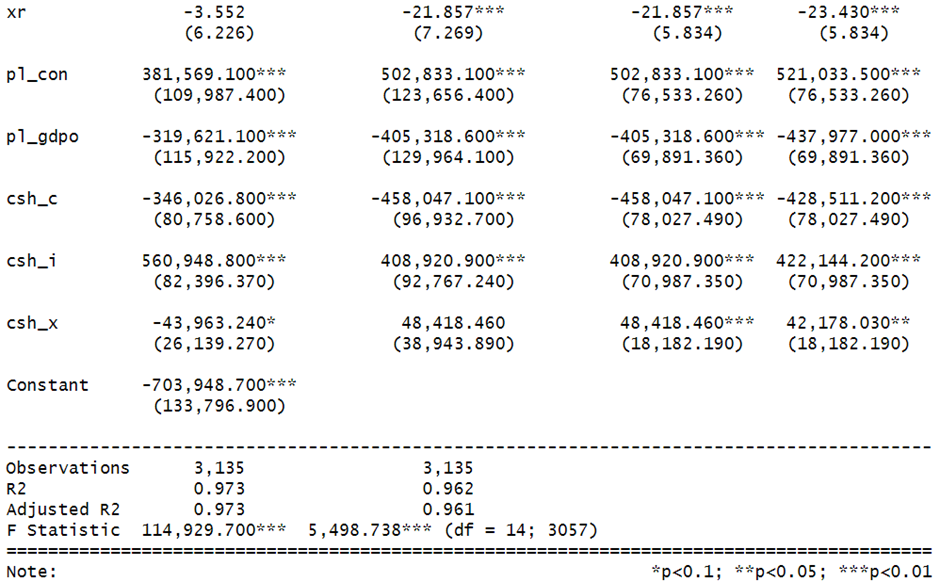 xr -3.552 -21.857*** -21.857*** -23.430***
(6.226) (7.269) (5.834) (5.834)
pl_con 381,569.100*** 502,833.100*** 502,833.100*** 521,033.500***
(109,987.400) (123,656.400) (76,533.260) (76,533.260)
pl_gdpo -319,621.100*** -405,318.600*** -405,318.600*** -437,977.000***
(115,922.200) (129,964.100) (69,891.360) (69,891.360)
csh_c -346,026.800*** -458,047.100*** -458,047.100*** -428,511.200***
(80,758.600) (96,932.700) (78,027.490) (78,027.490)
csh_i 560,948.800*** 408,920.900*** 408,920.900*** 422,144.200***
(82,396.370) (92,767.240) (70,987.350) (70,987.350)
csh_x -43,963.240* 48,418.460 48,418.460*** 42,178.030**
(26,139.270) (38,943.890) (18,182.190) (18,182.190)
Constant -703,948.700***
(133,796.900)
Observations 3,135 3,135
R2 0.973 0.962
Adjusted R2 0.973 0.961
F Statistic 114,929.700*** 5,498.738*** (df = 14; 3057)
Note: *p<0.1; **p<0.05; ***p<0.01